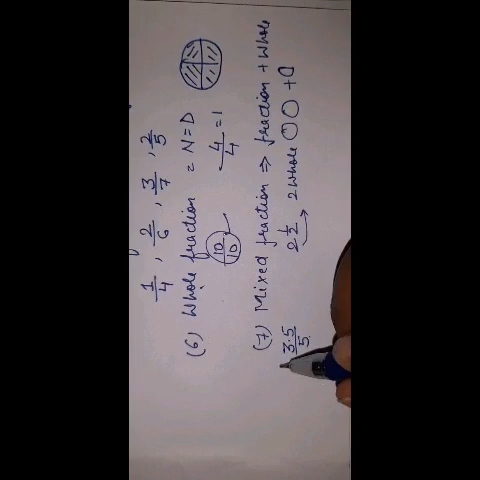 1/4 , 2/6 , 3/7 , 2/5
(6) Whole fraction = N=D
10/10 4/4 = 1
(7) Mixed fraction ⇒ fraction + whole
2 1/2 → 2 whole
3.5/5